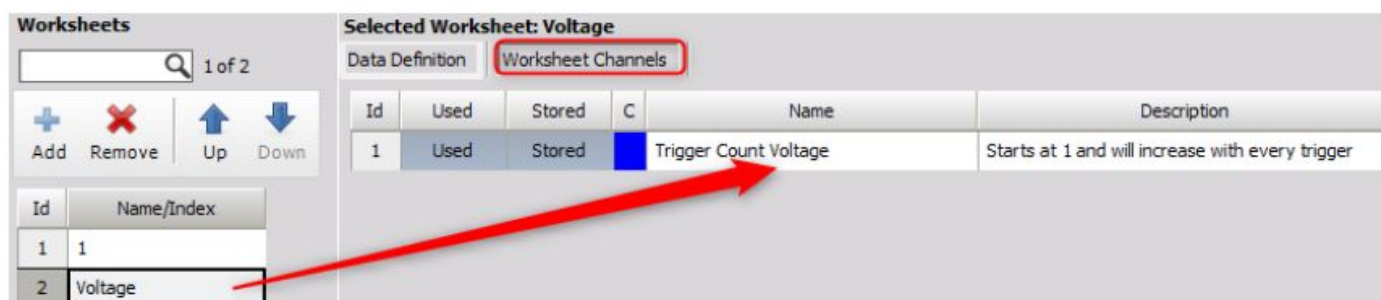 Worksheets
1 of 2
Add Remove Up Down
Id Name/Index
1 1
2 Voltage
Selected Worksheet: Voltage
Data Definition Worksheet Channels
Id Used Stored C Name Description
1 Used Stored Trigger Count Voltage Starts at 1 and will increase with every trigger